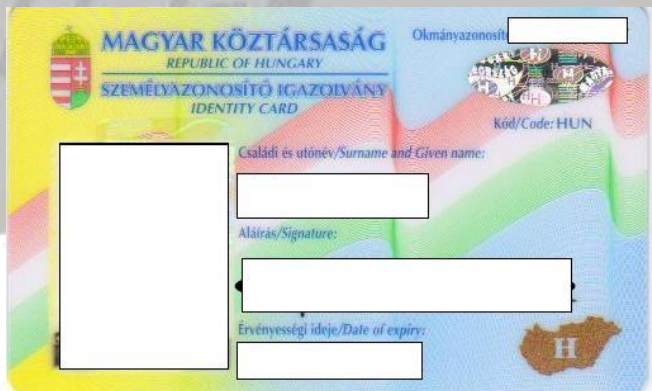 MAGYAR KÖZTÁRSASÁG
REPUBLIC OF HUNGARY
SZEMÉLYAZONOSÍTÓ IGAZOLVÁNY
IDENTITY CARD
Kód/Code: HUN
Családi és utónév/Surname and Given name:
Aláírás/Signature:
Érvényességi ideje/Date of expiry:
H